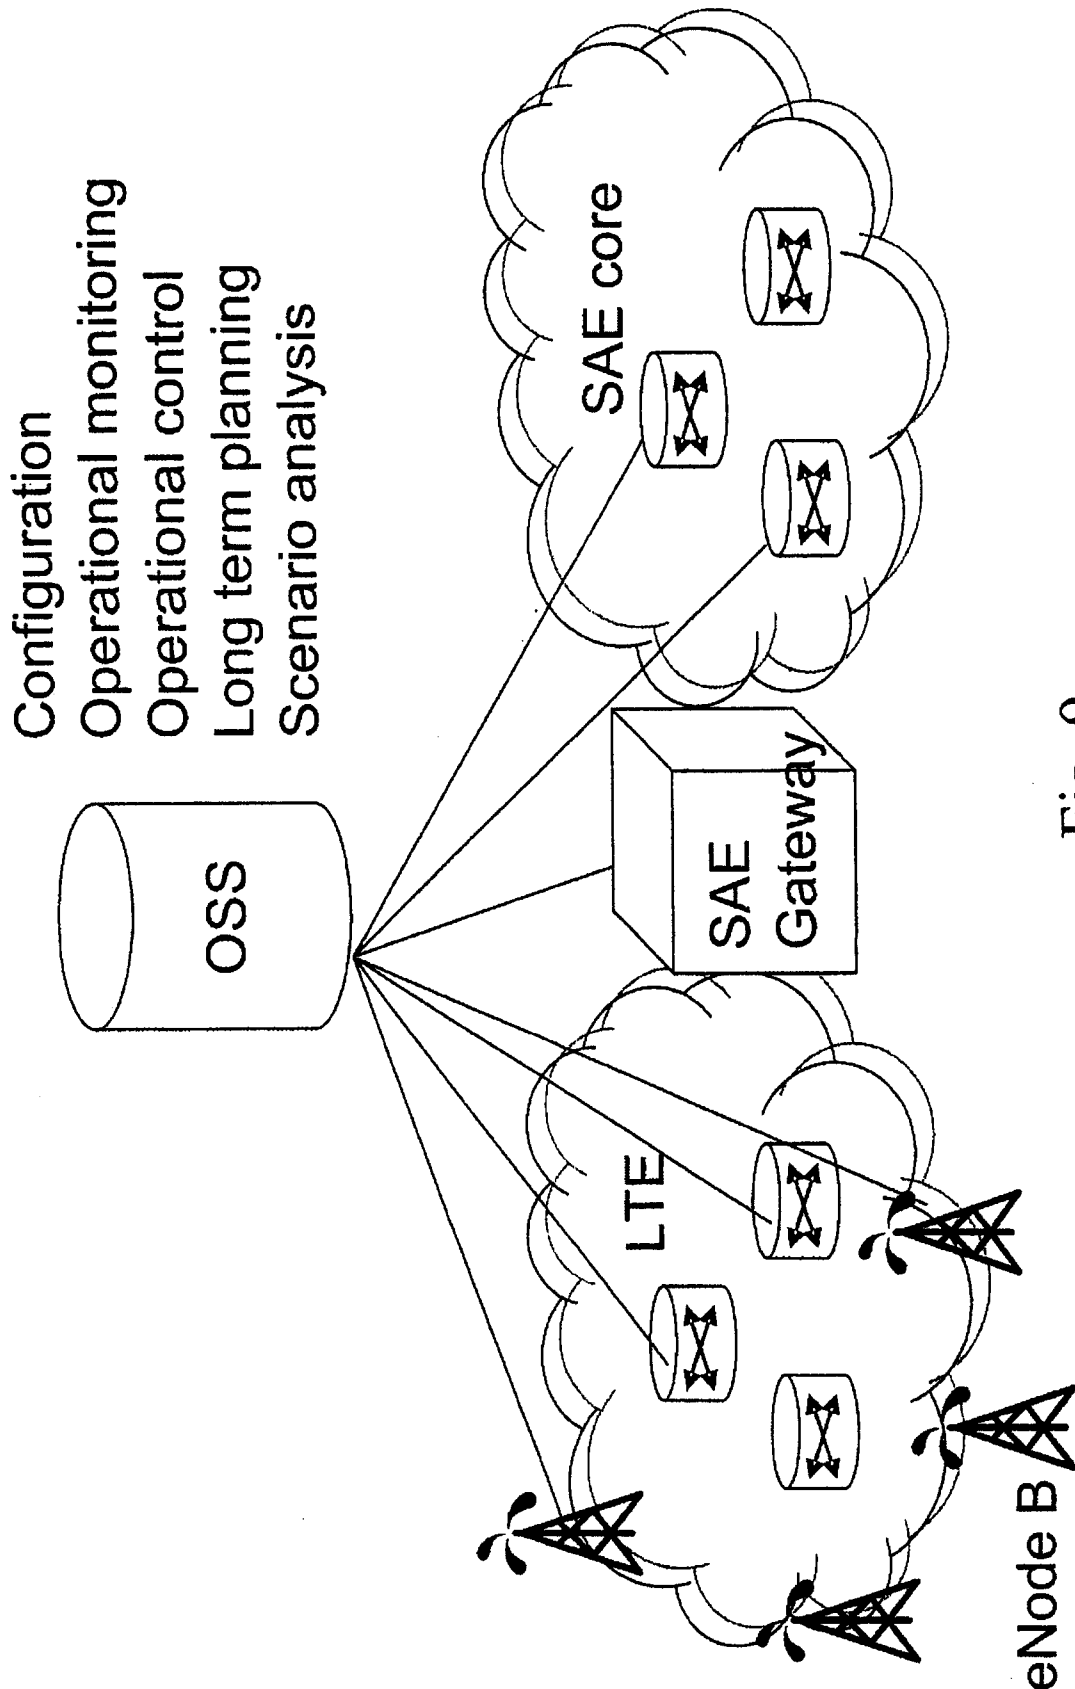 Configuration
Operational monitoring
Operational control
Long term planning
Scenario analysis
OSS
SAE core
SAE
Gateway
LTE
eNode B